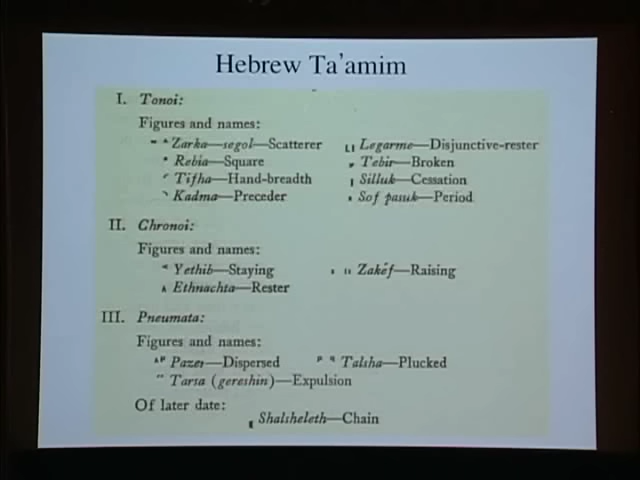 Hebrew Ta'amim
I. Tonoi:
Figures and names:
Zarka—segol—Scatterer
Legarme—Disjunctive-rester
Rebia—Square
Tebir—Broken
Tifha—Hand-breadth
Silluk—Cessation
Kadma—Preceder
Sof pasuk—Period
II. Chronoi:
Figures and names:
Yethib—Staying
Zakéf—Raising
Ethnachta—Rester
III. Pneumata:
Figures and names:
Pazer—Dispersed
Talsha—Plucked
Tarsa (gereshin)—Expulsion
Of later date:
Shalsheleth—Chain